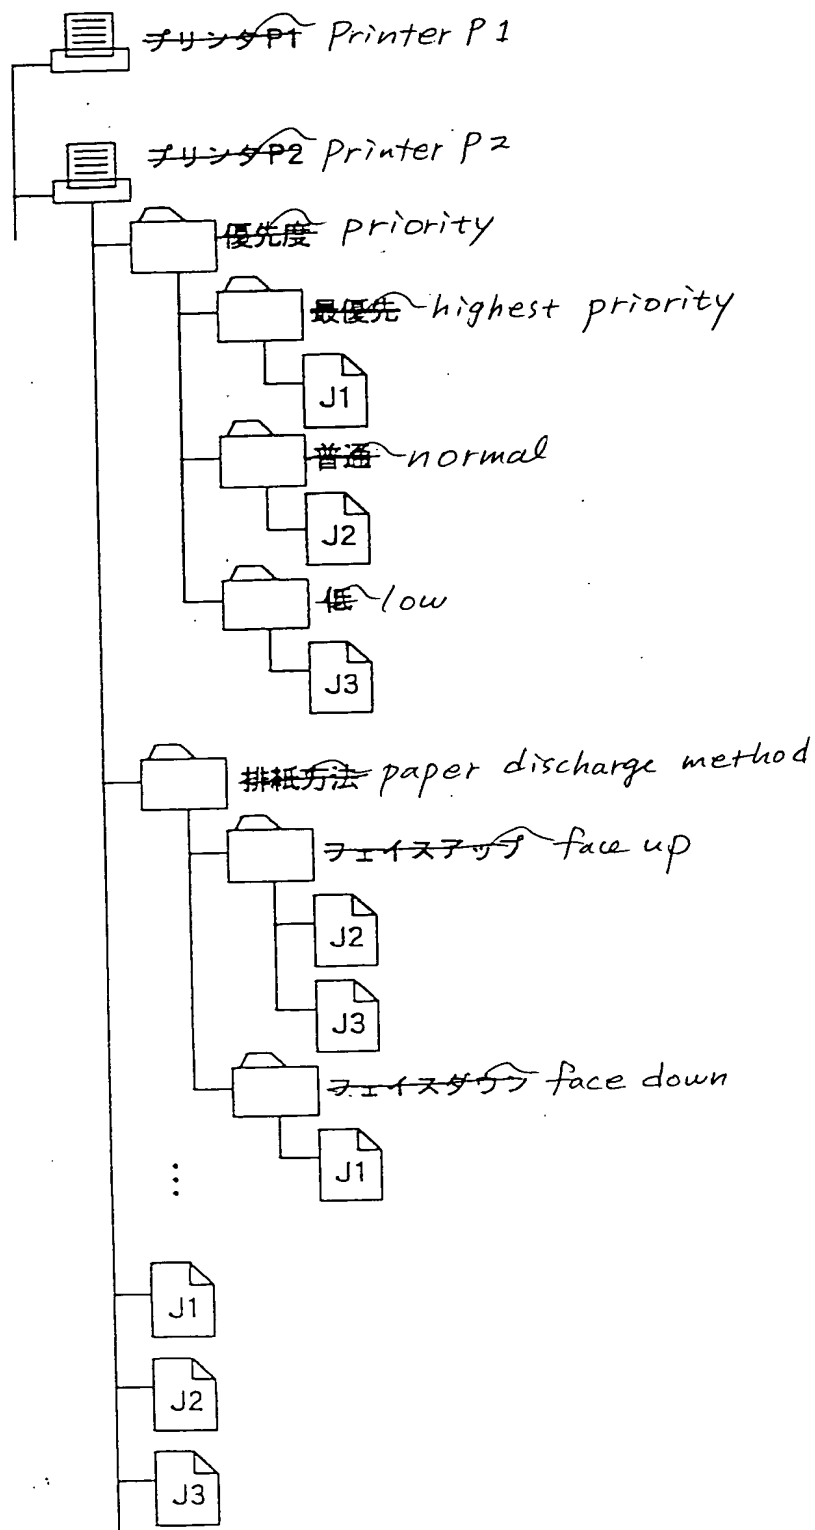 プリンタP1 Printer P1
プリンタP2 Printer P2
優先度 priority
最優先 highest priority
J1
普通 normal
J2
低 low
J3
排紙方法 paper discharge method
フェイスアップ face up
J2
J3
フェイスダウン face down
J1
⋮
J1
J2
J3